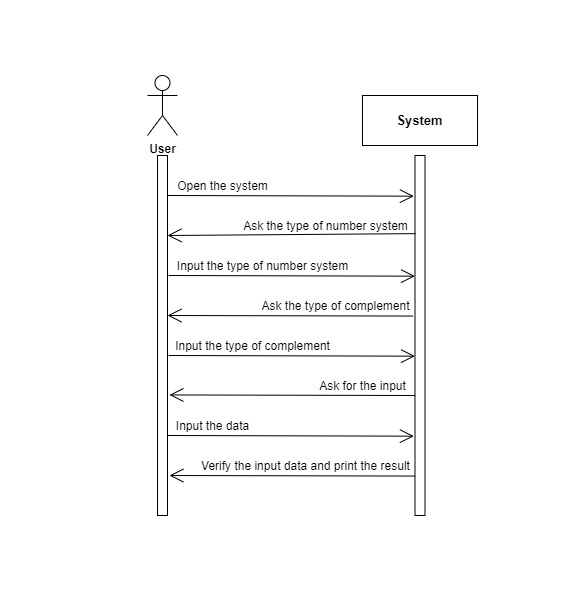 User
System
Open the system
Ask the type of number system
Input the type of number system
Ask the type of complement
Input the type of complement
Ask for the input
Input the data
Verify the input data and print the result